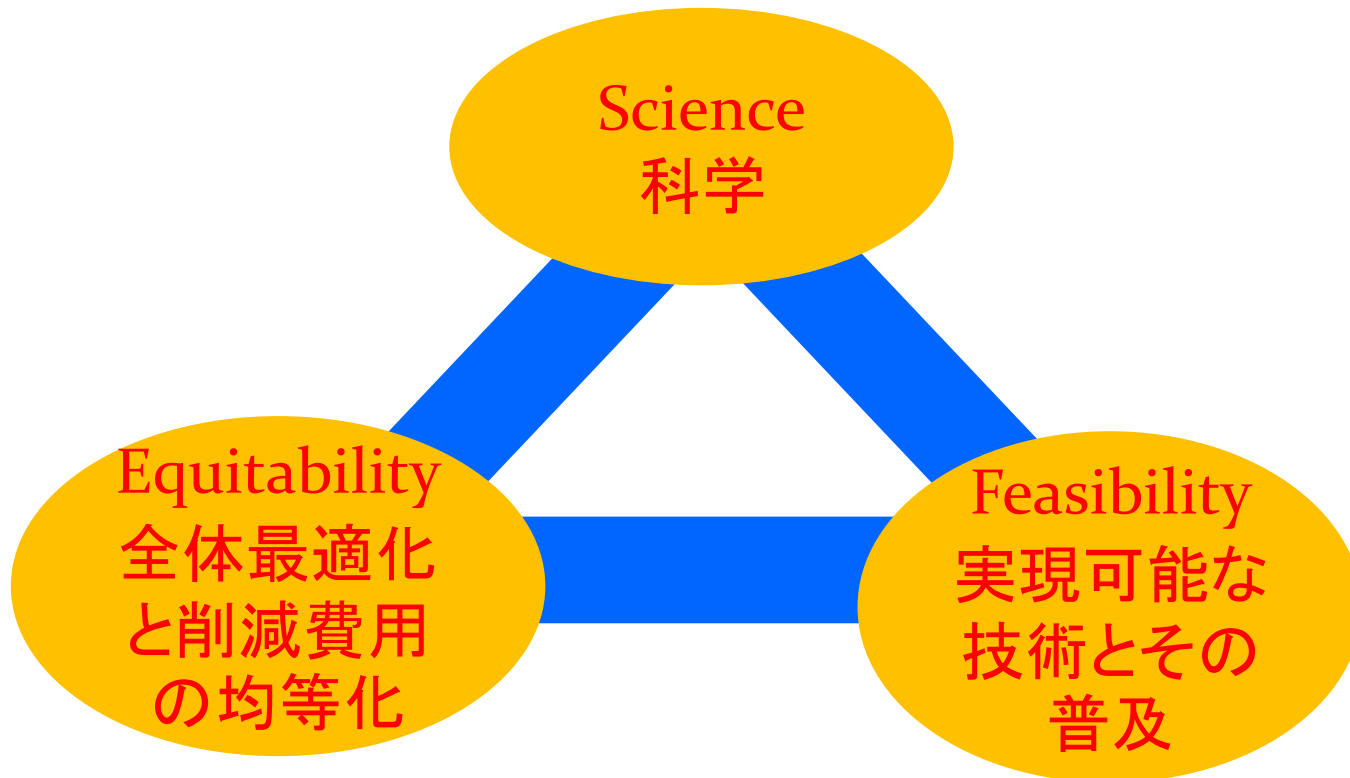 Science
科学
Equitability
全体最適化
と削減費用
の均等化
Feasibility
実現可能な
技術とその
普及